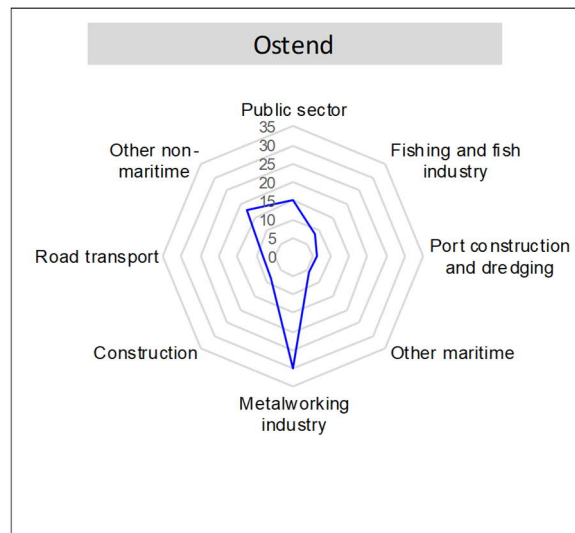 Ostend
Public sector
35
30
25
20
15
10
5
0
Fishing and fish
industry
Port construction
and dredging
Other maritime
Metalworking
industry
Construction
Road transport
Other non-
maritime